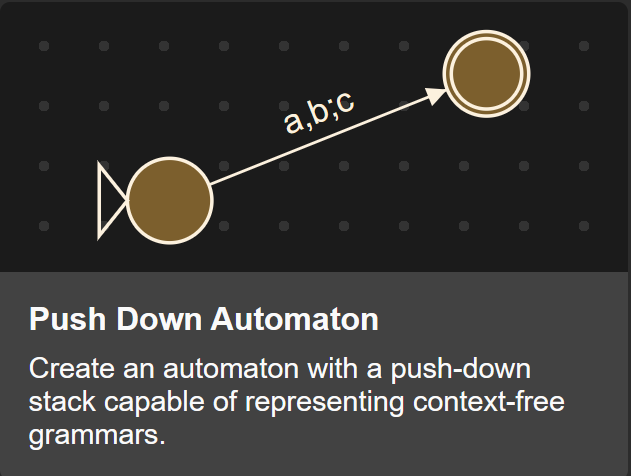 a,b;c
Push Down Automaton
Create an automaton with a push-down
stack capable of representing context-free
grammars.